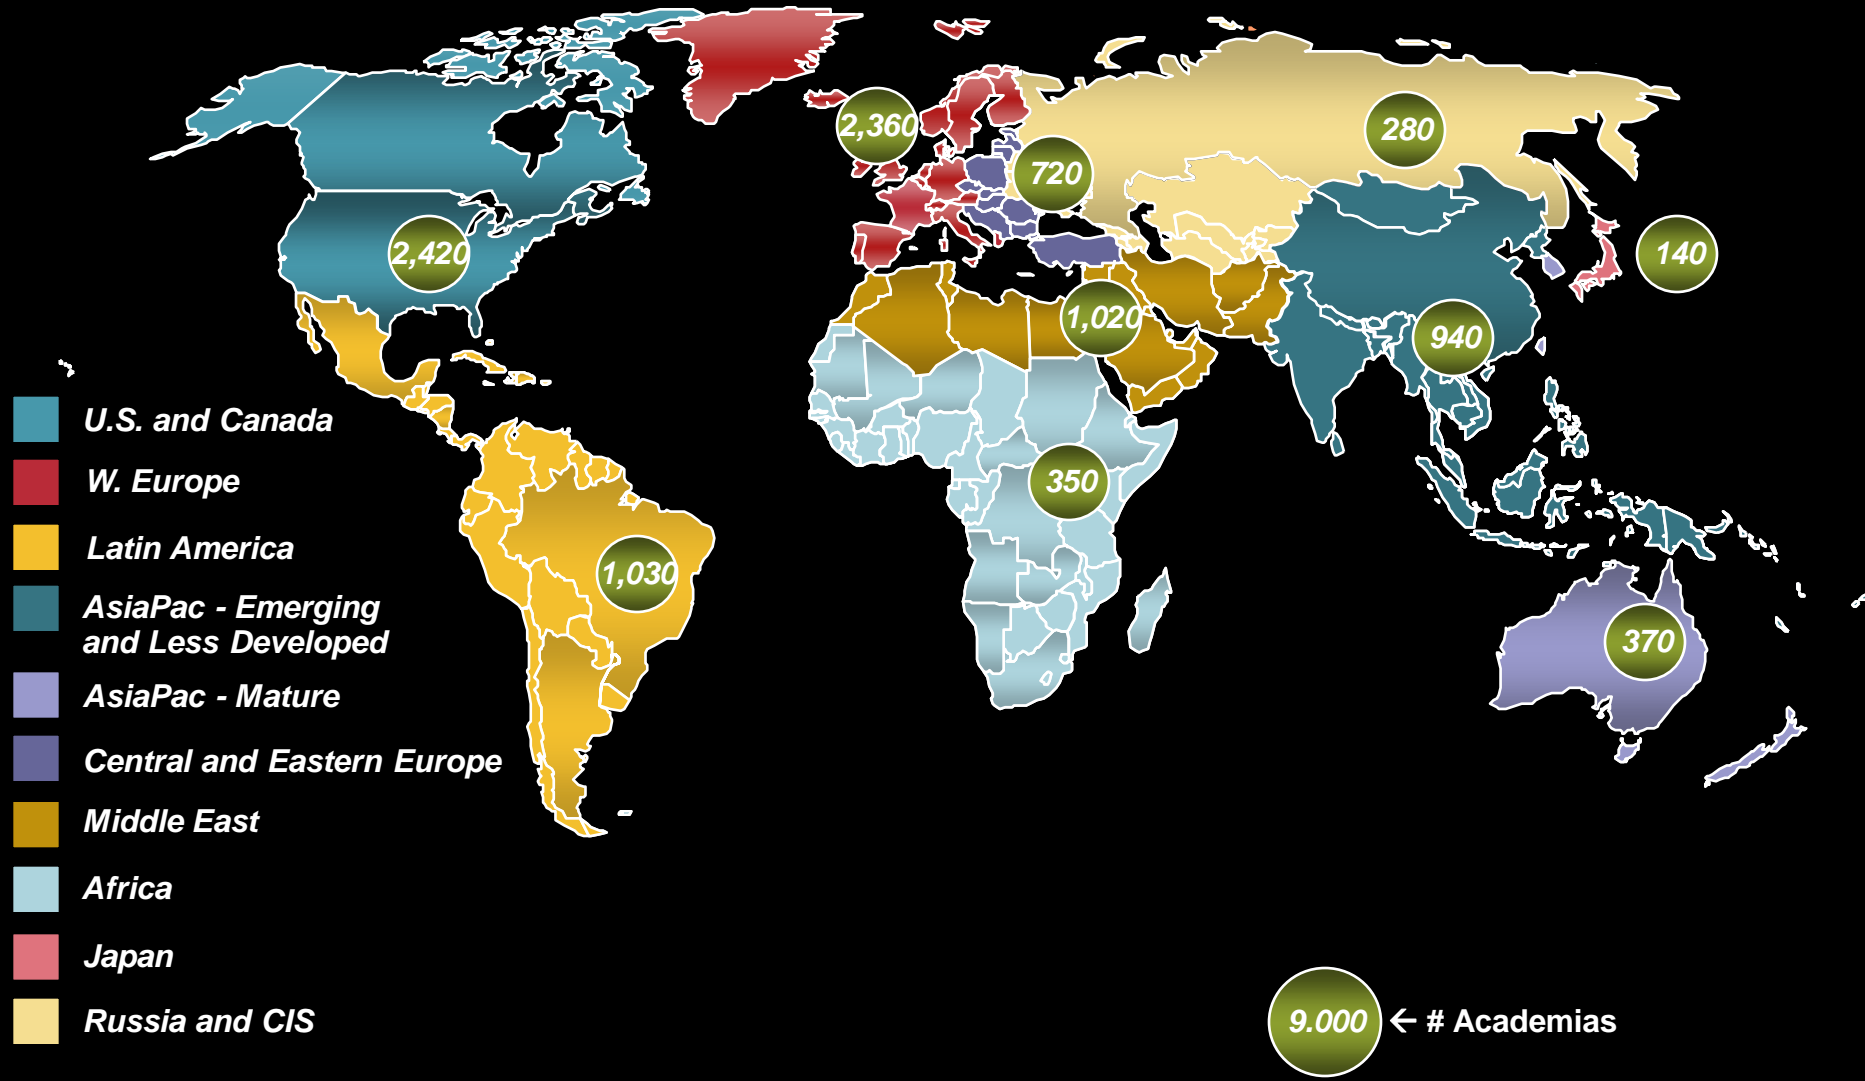 2,360
280
720
140
2,420
1,020
940
350
1,030
370
U.S. and Canada
W. Europe
Latin America
AsiaPac - Emerging
and Less Developed
AsiaPac - Mature
Central and Eastern Europe
Middle East
Africa
Japan
Russia and CIS
9.000 ← # Academias